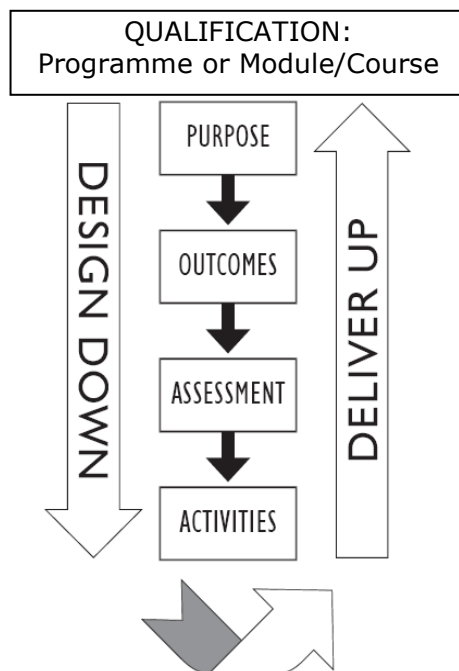 QUALIFICATION:
Programme or Module/Course
PURPOSE
OUTCOMES
ASSESSMENT
ACTIVITIES
DESIGN DOWN
DELIVER UP